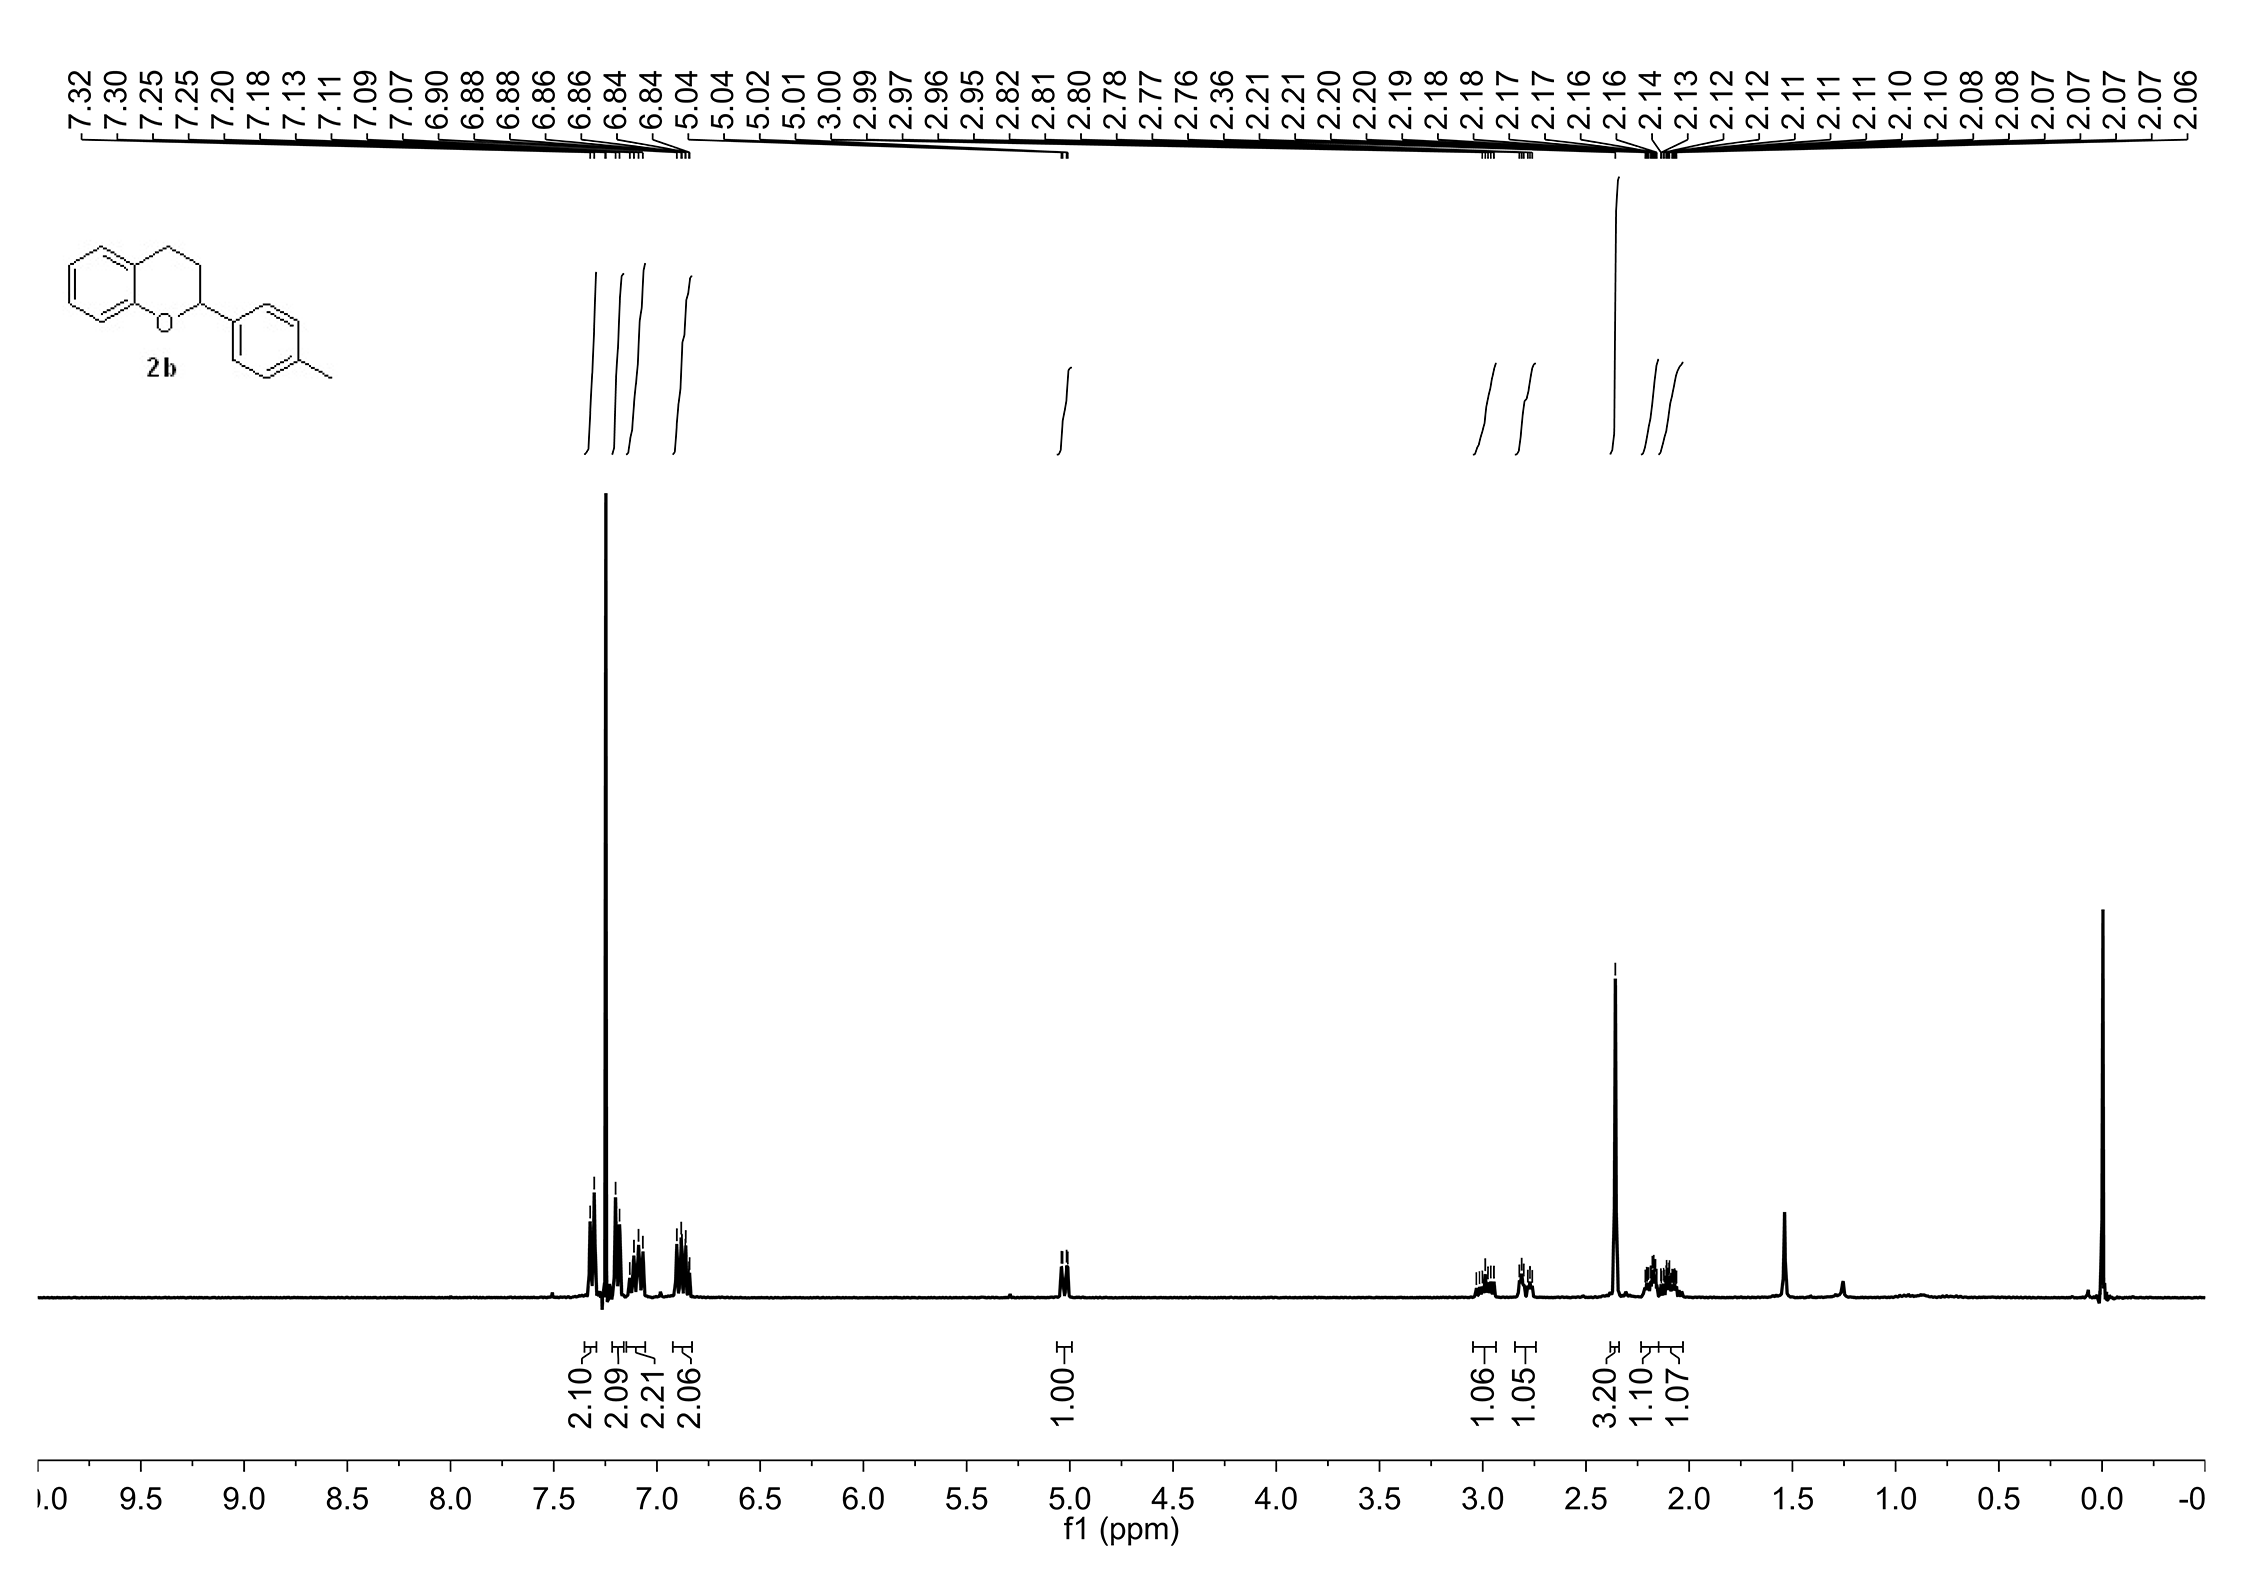 7.32 7.30 7.25 7.25 7.20 7.18 7.13 7.11 7.09 7.07 6.90 6.88 6.88 6.86 6.86 6.84 6.84 5.04 5.04 5.02 5.01 3.00 2.99 2.97 2.96 2.95 2.82 2.81 2.80 2.78 2.77 2.76 2.36 2.21 2.21 2.20 2.20 2.19 2.18 2.18 2.17 2.17 2.16 2.16 2.14 2.13 2.12 2.12 2.11 2.11 2.11 2.10 2.10 2.08 2.08 2.07 2.07 2.07 2.07 2.06
O
2b
2.10 2.09 2.21 2.06 1.00 1.06 1.05 3.20 1.10 1.07
.0 9.5 9.0 8.5 8.0 7.5 7.0 6.5 6.0 5.5 5.0 4.5 4.0 3.5 3.0 2.5 2.0 1.5 1.0 0.5 0.0 -0
f1 (ppm)